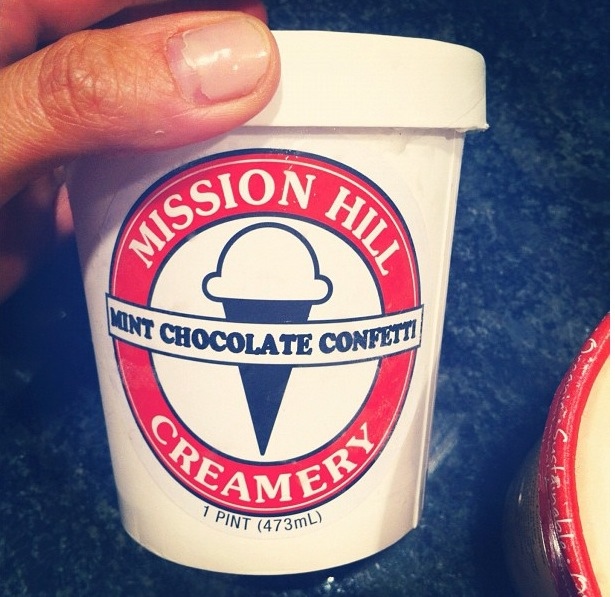 MISSION HILL
MINT CHOCOLATE CONFETTI
CREAMERY
1 PINT (473mL)